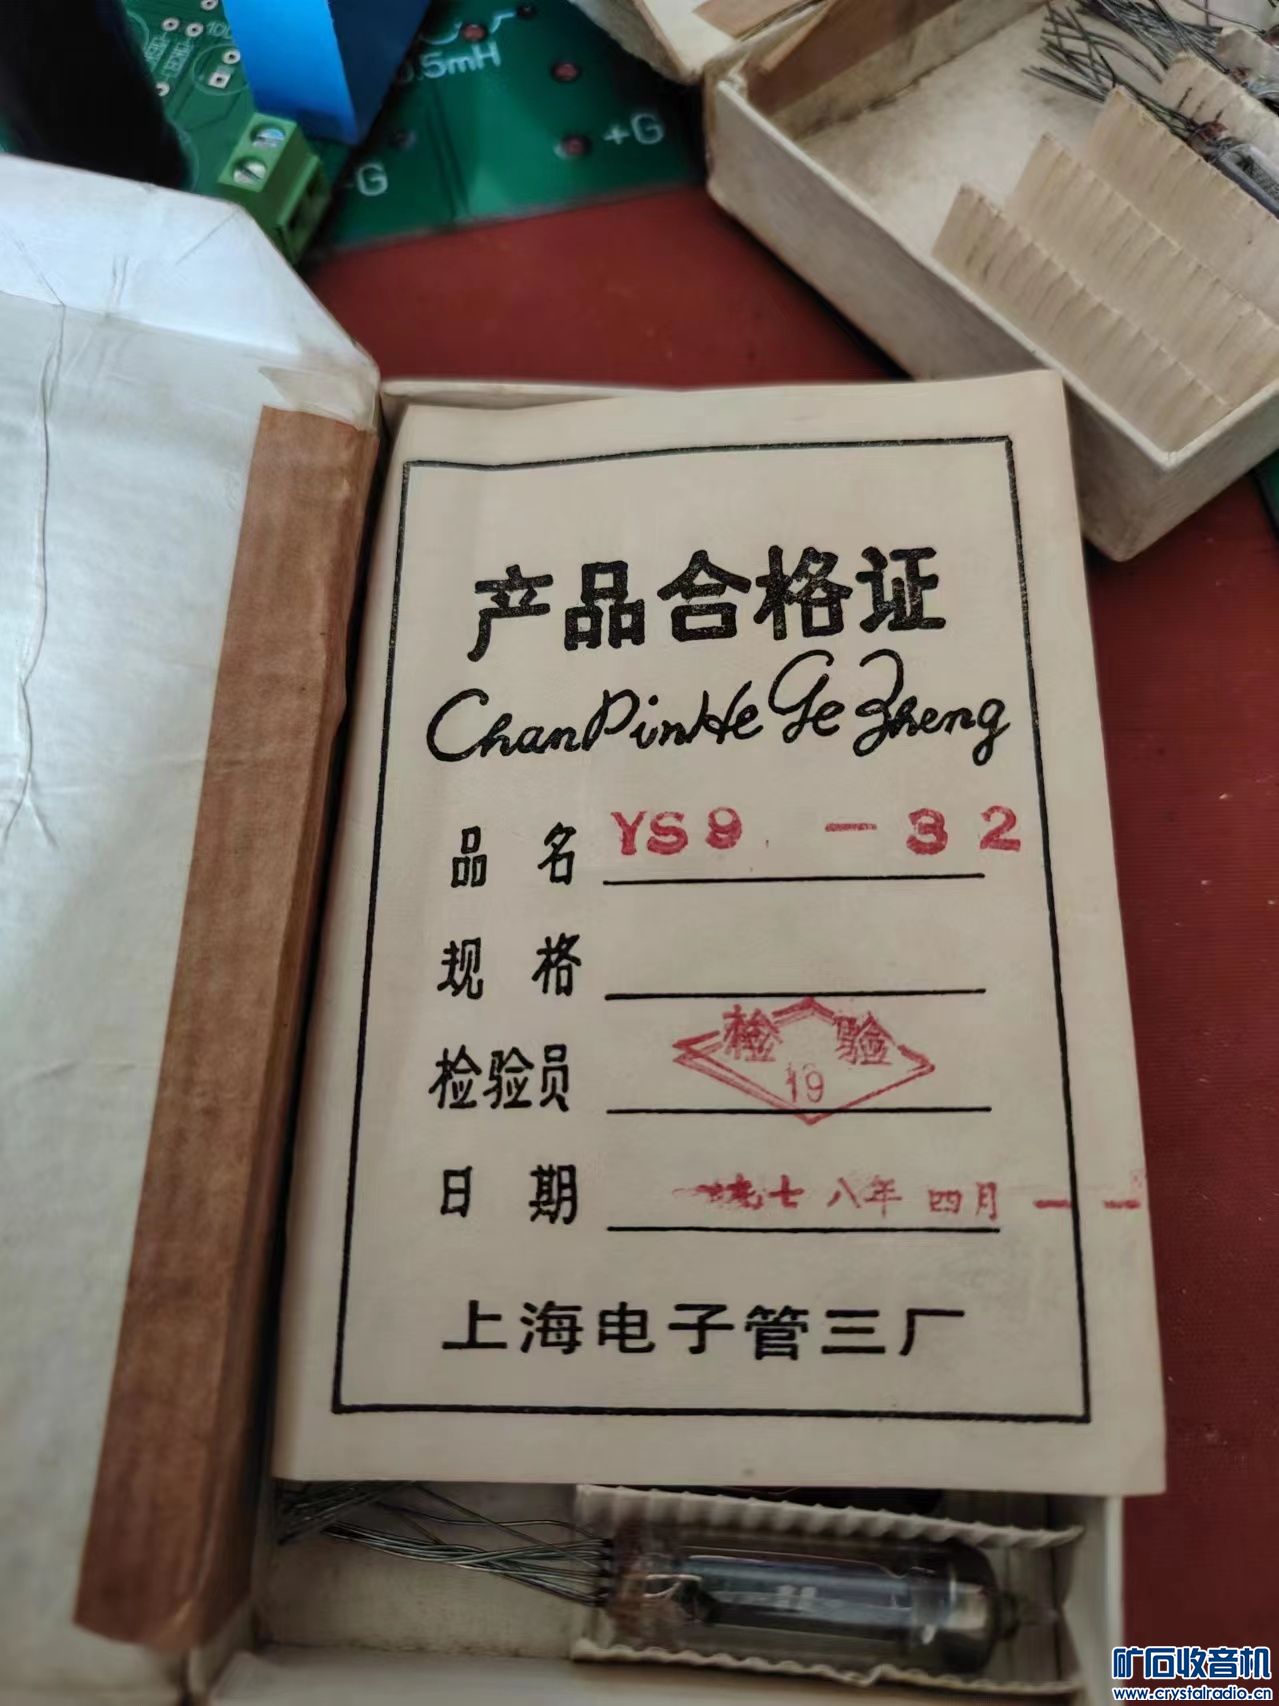 0.5mH
+G
-G
产品合格证
ChanPinHeGeZheng
品 名 YS9 -32
规 格
检验员 检验 19
日 期 一九七八年四月
上海电子管三厂
矿石收音机
www.crystalradio.cn